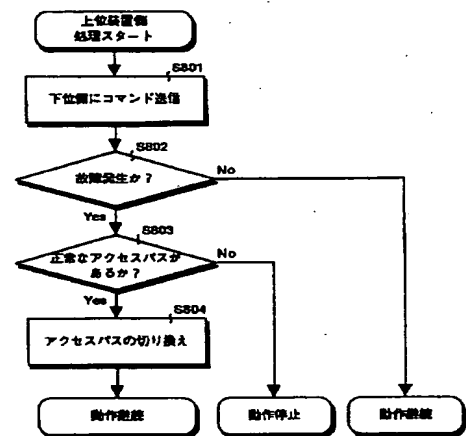 上位装置側
処理スタート
S801
下位側にコマンド送信
S802
故障発生か？
No
Yes
S803
正常なアクセスパスが
あるか？
No
Yes
S804
アクセスパスの切り換え
動作継続
動作停止
動作継続